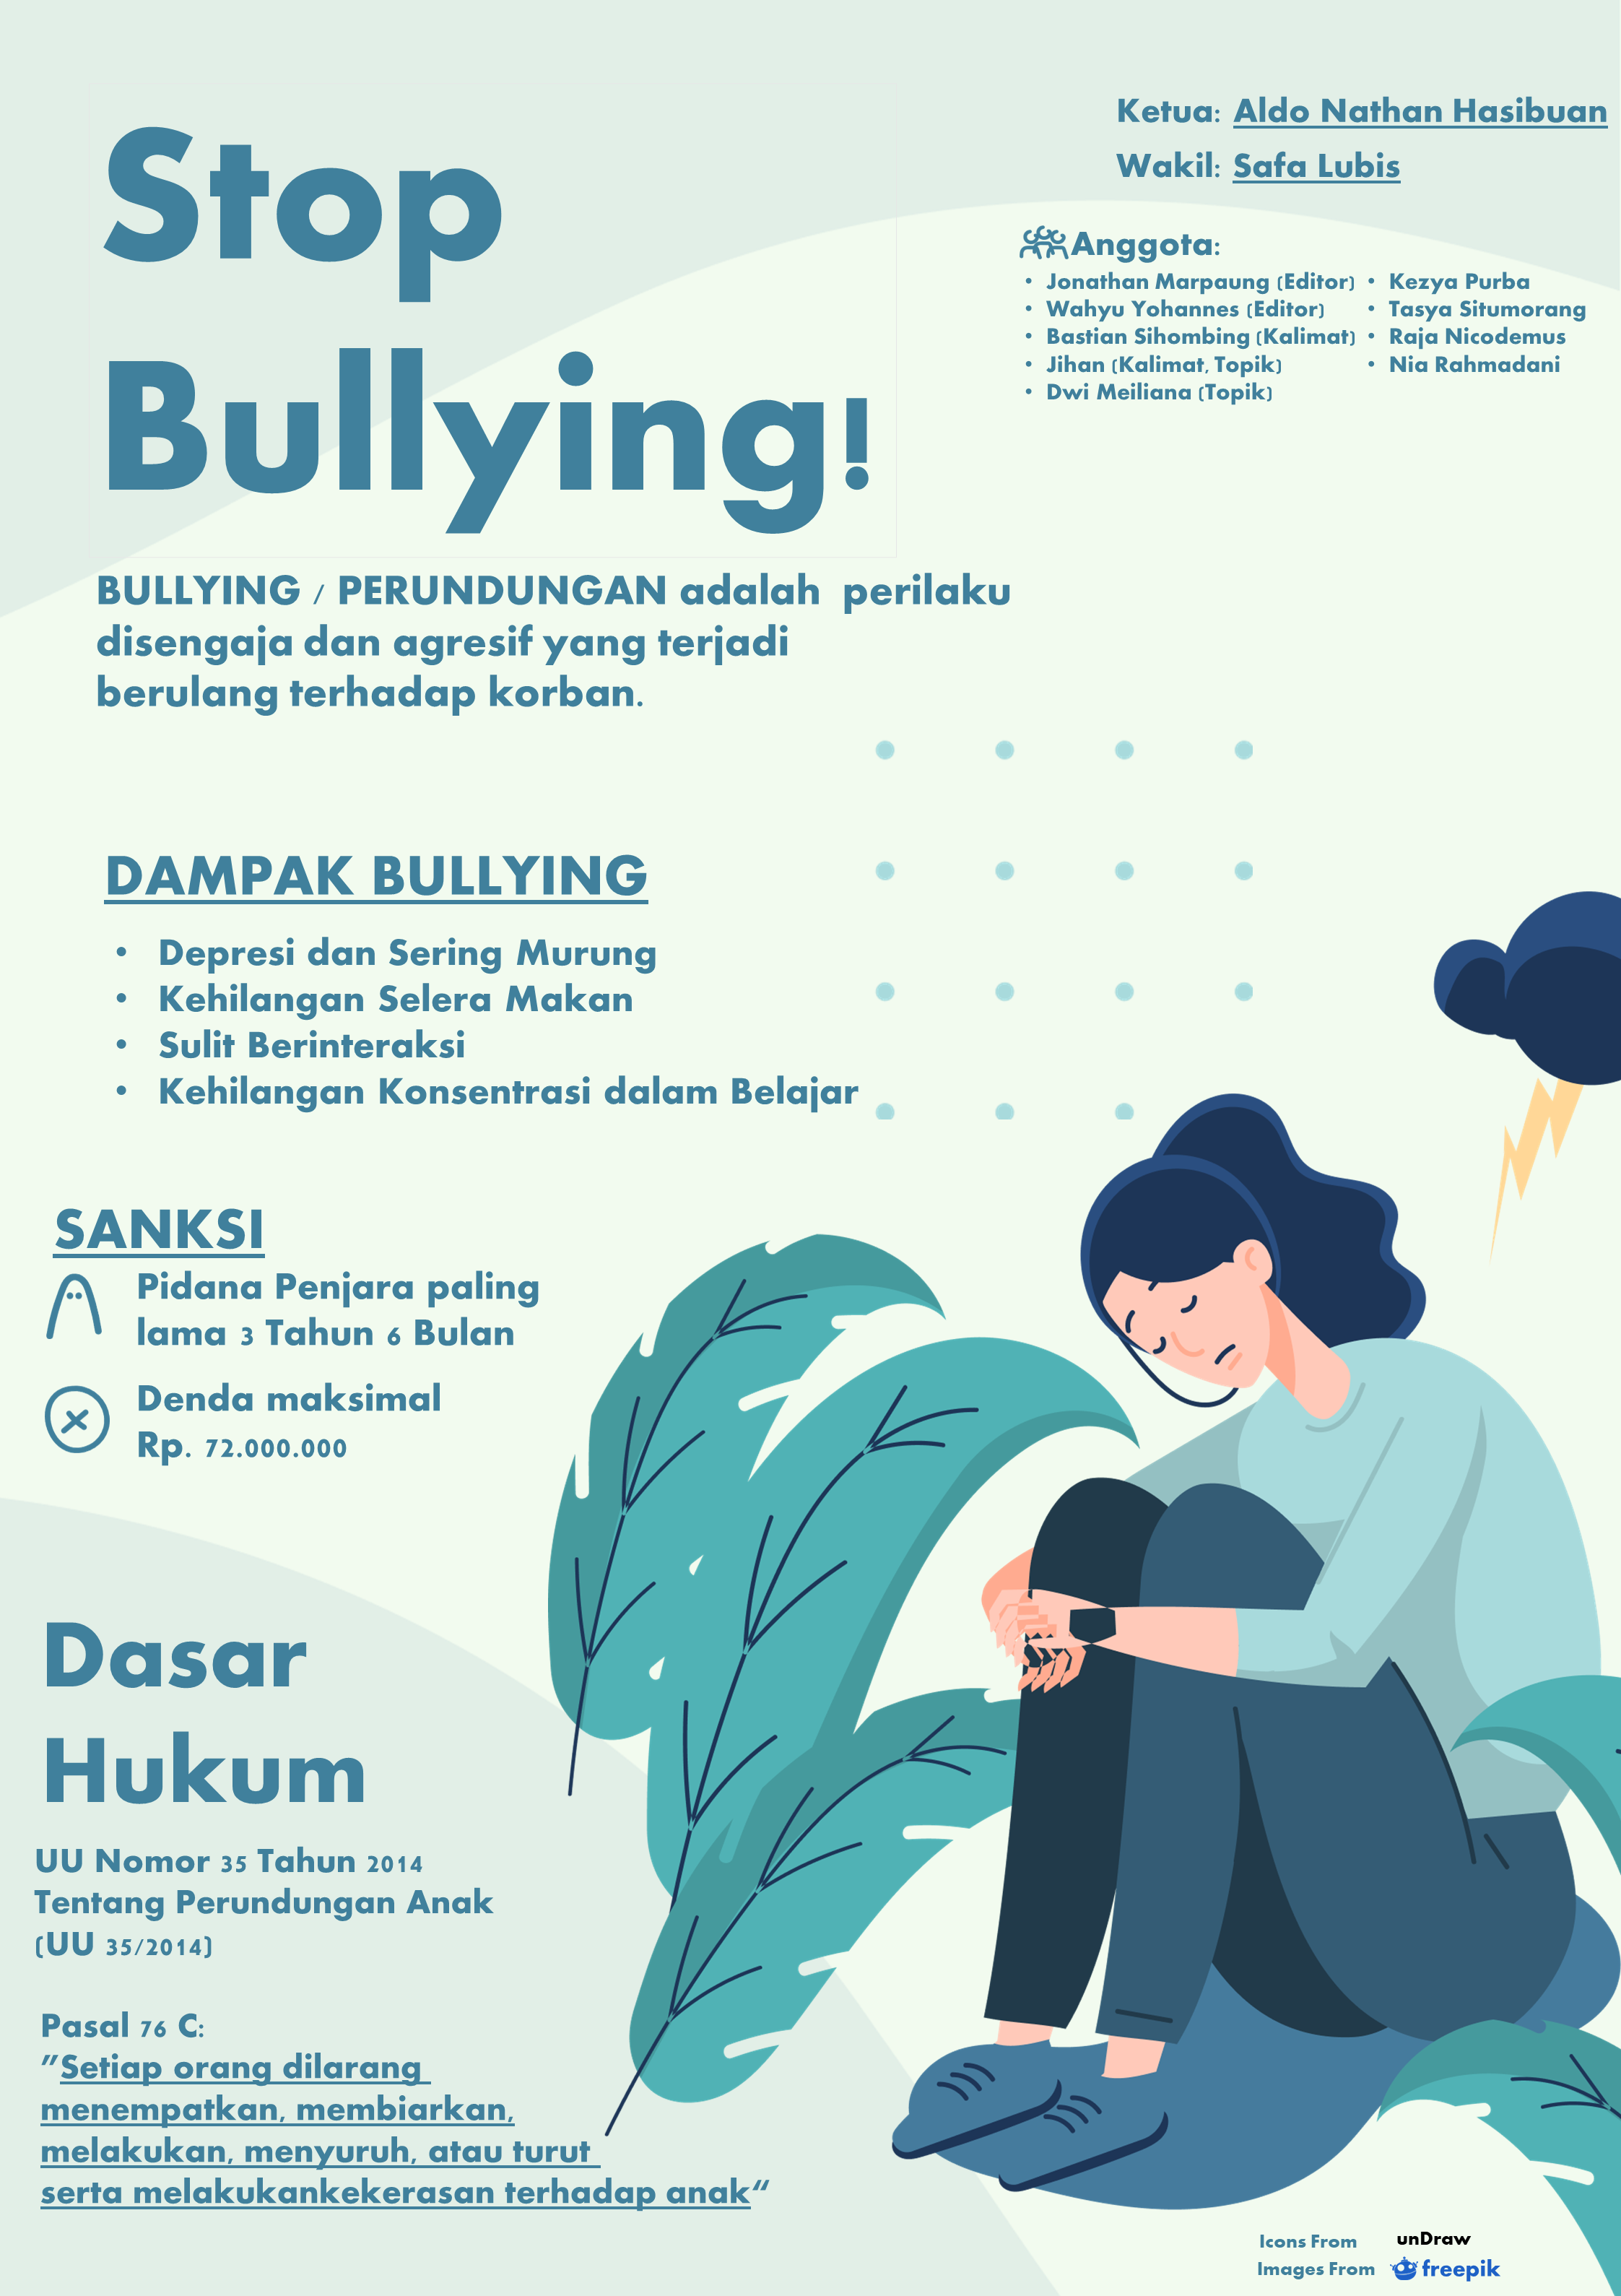 Stop
Bullying!
Ketua: Aldo Nathan Hasibuan
Wakil: Safa Lubis
Anggota:
• Jonathan Marpaung (Editor)
• Wahyu Yohannes (Editor)
• Bastian Sihombing (Kalimat)
• Jihan (Kalimat, Topik)
• Dwi Meiliana (Topik)
• Kezya Purba
• Tasya Situmorang
• Raja Nicodemus
• Nia Rahmadani
BULLYING / PERUNDUNGAN adalah perilaku
disengaja dan agresif yang terjadi
berulang terhadap korban.
DAMPAK BULLYING
• Depresi dan Sering Murung
• Kehilangan Selera Makan
• Sulit Berinteraksi
• Kehilangan Konsentrasi dalam Belajar
SANKSI
Pidana Penjara paling
lama 3 Tahun 6 Bulan
Denda maksimal
Rp. 72.000.000
Dasar
Hukum
UU Nomor 35 Tahun 2014
Tentang Perundungan Anak
(UU 35/2014)
Pasal 76 C:
"Setiap orang dilarang
menempatkan, membiarkan,
melakukan, menyuruh, atau turut
serta melakukankekerasan terhadap anak"
Icons From unDraw
Images From freepik